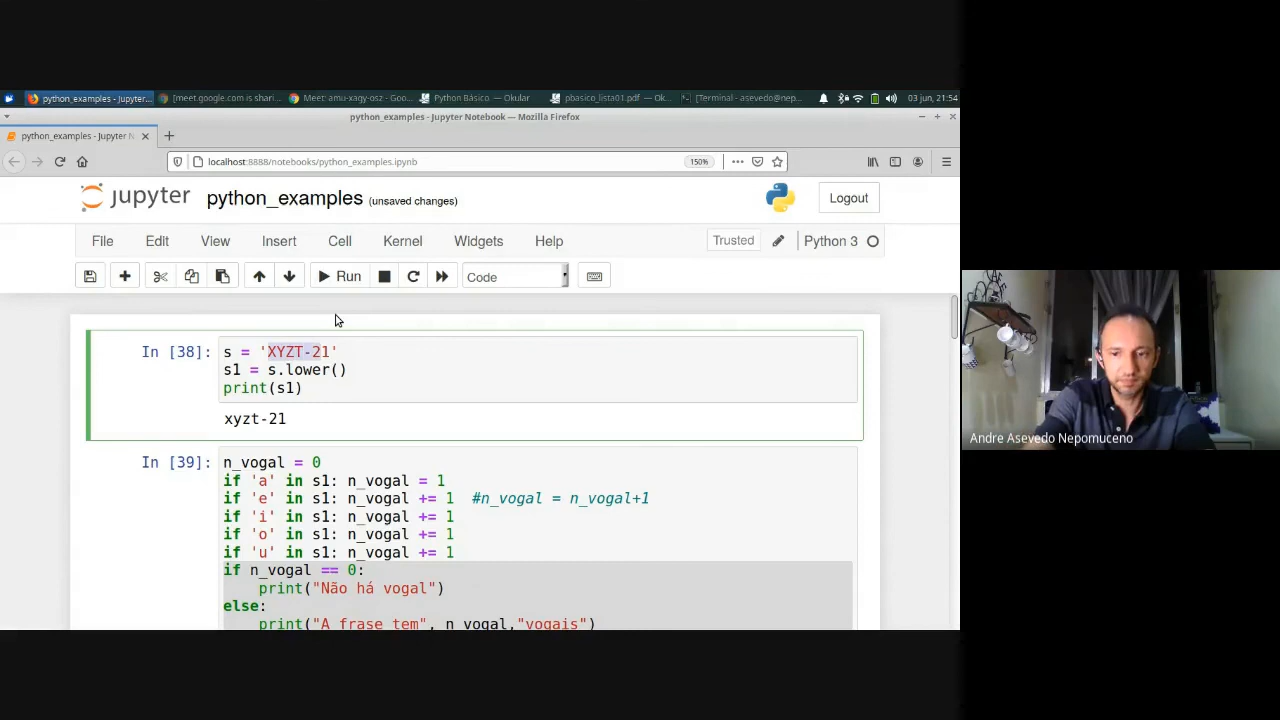 python_examples - Jupyter...
[meet.google.com is shari...
Meet: amu-xagy-osz - Goo...
Python Básico. — Okular
pbasico_lista01.pdf — Ok...
[Terminal - asevedo@nep...
03 jun, 21:54
python_examples - Jupyter Notebook — Mozilla Firefox
python_examples - Jupyter N
localhost:8888/notebooks/python_examples.ipynb
150%
jupyter python_examples (unsaved changes)
Logout
File Edit View Insert Cell Kernel Widgets Help
Trusted Python 3
Run Code
In [38]: s = 'XYZT-21'
s1 = s.lower()
print(s1)
xyzt-21
In [39]: n_vogal = 0
if 'a' in s1: n_vogal = 1
if 'e' in s1: n_vogal += 1 #n_vogal = n_vogal+1
if 'i' in s1: n_vogal += 1
if 'o' in s1: n_vogal += 1
if 'u' in s1: n_vogal += 1
if n_vogal == 0:
print("Não há vogal")
else:
print("A frase tem", n_vogal,"vogais")
Andre Asevedo Nepomuceno